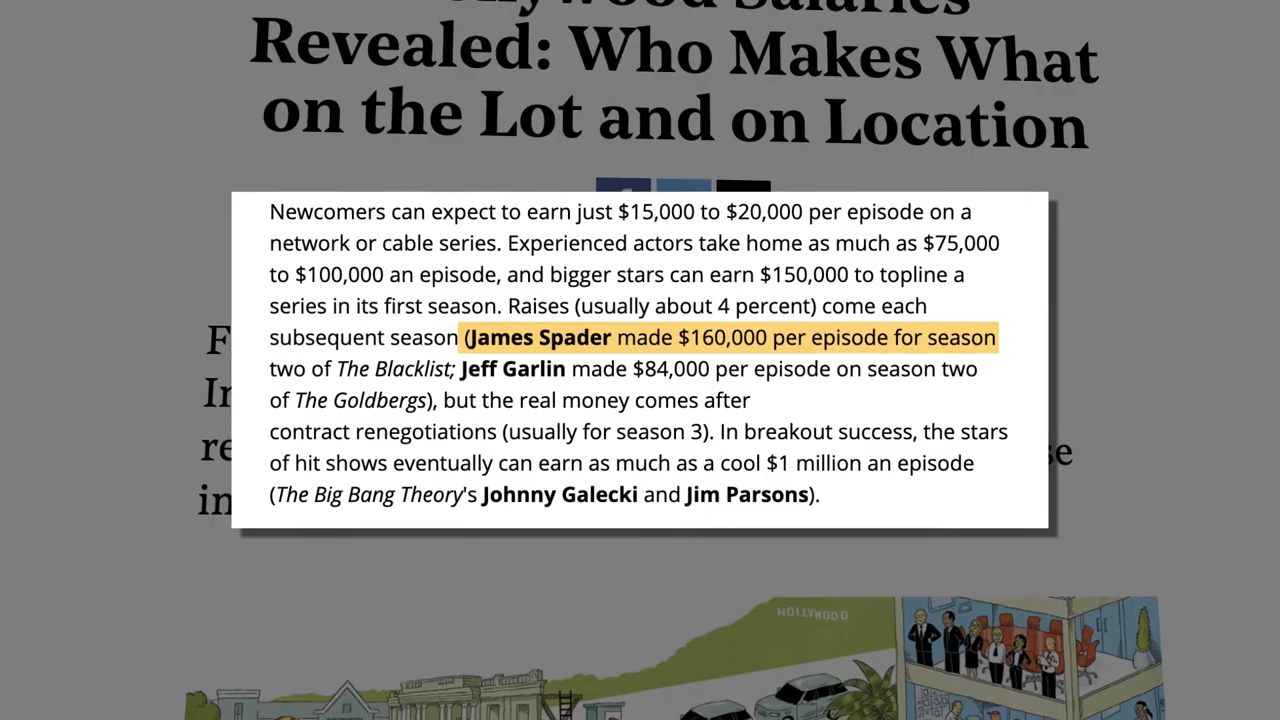 Hollywood Salaries
Revealed: Who Makes What
on the Lot and on Location
Newcomers can expect to earn just $15,000 to $20,000 per episode on a
network or cable series. Experienced actors take home as much as $75,000
to $100,000 an episode, and bigger stars can earn $150,000 to topline a
series in its first season. Raises (usually about 4 percent) come each
subsequent season (James Spader made $160,000 per episode for season
two of The Blacklist; Jeff Garlin made $84,000 per episode on season two
of The Goldbergs), but the real money comes after
contract renegotiations (usually for season 3). In breakout success, the stars
of hit shows eventually can earn as much as a cool $1 million an episode
(The Big Bang Theory's Johnny Galecki and Jim Parsons).
HOLLYWOOD